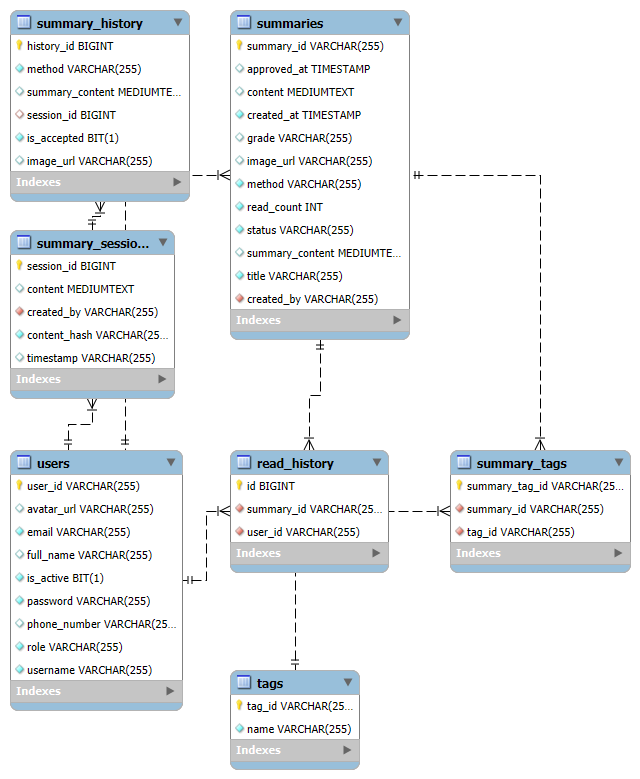 summary_history
history_id BIGINT
method VARCHAR(255)
summary_content MEDIUMTE...
session_id BIGINT
is_accepted BIT(1)
image_url VARCHAR(255)
Indexes
summaries
summary_id VARCHAR(255)
approved_at TIMESTAMP
content MEDIUMTEXT
created_at TIMESTAMP
grade VARCHAR(255)
image_url VARCHAR(255)
method VARCHAR(255)
read_count INT
status VARCHAR(255)
summary_content MEDIUMTE...
title VARCHAR(255)
created_by VARCHAR(255)
Indexes
summary_sessio...
session_id BIGINT
content MEDIUMTEXT
created_by VARCHAR(255)
content_hash VARCHAR(25...
timestamp VARCHAR(255)
Indexes
users
user_id VARCHAR(255)
avatar_url VARCHAR(255)
email VARCHAR(255)
full_name VARCHAR(255)
is_active BIT(1)
password VARCHAR(255)
phone_number VARCHAR(25...
role VARCHAR(255)
username VARCHAR(255)
Indexes
read_history
id BIGINT
summary_id VARCHAR(25...
user_id VARCHAR(255)
Indexes
summary_tags
summary_tag_id VARCHAR(25...
summary_id VARCHAR(255)
tag_id VARCHAR(255)
Indexes
tags
tag_id VARCHAR(25...
name VARCHAR(255)
Indexes